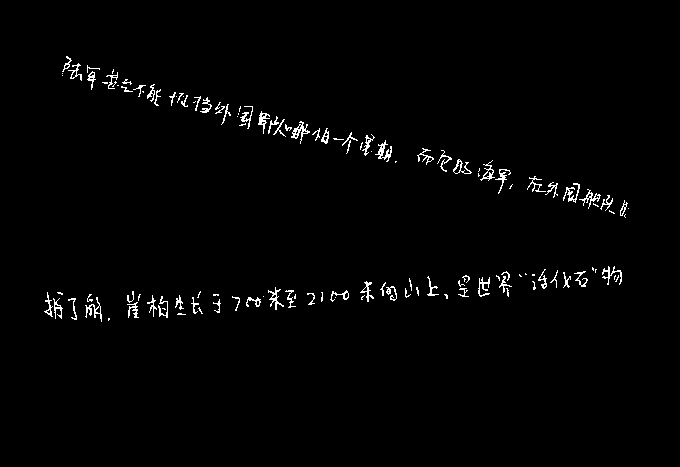 陆军甚至不能抵挡外国军队哪怕一个星期. 而它的海军, 在外国舰队的
据了解. 崖柏生长于700米至2100米的山上、是世界“活化石”物